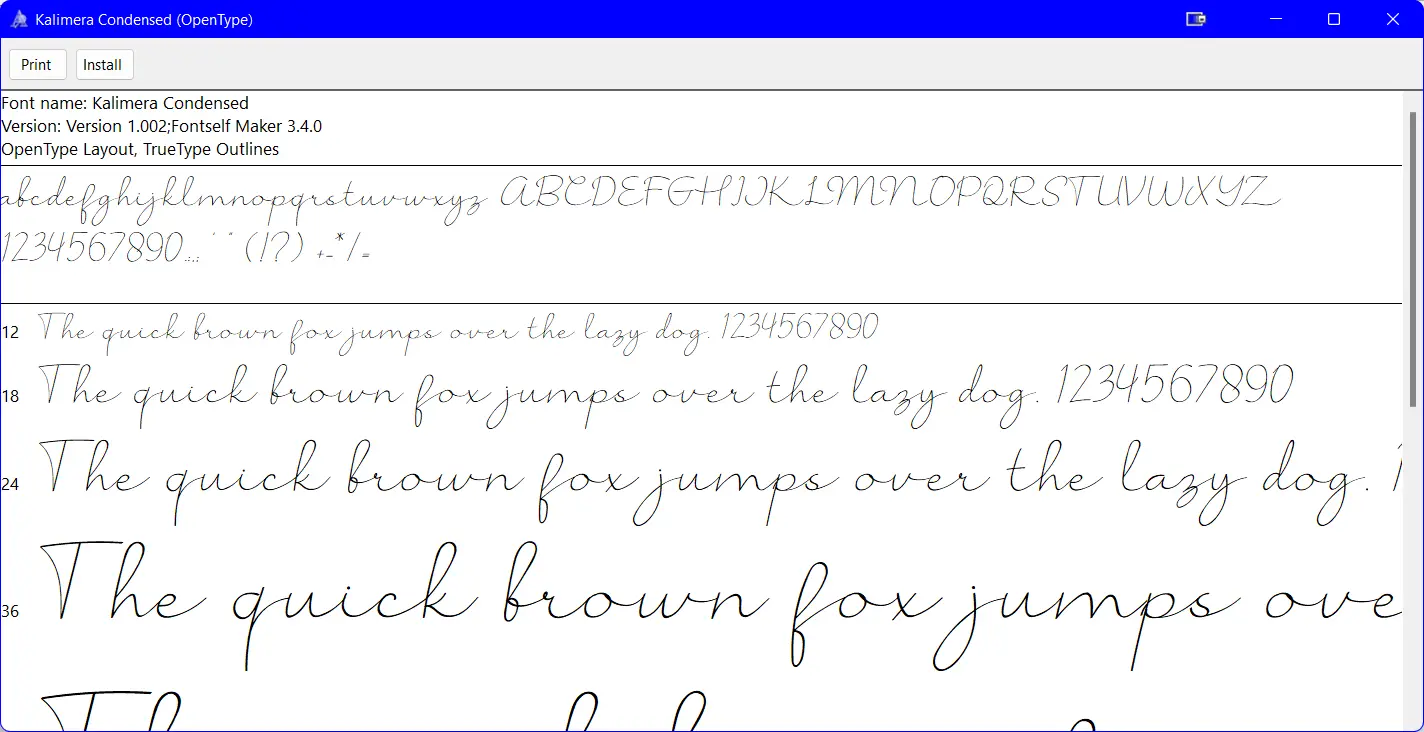 Kalimera Condensed (OpenType)
Print Install
Font name: Kalimera Condensed
Version: Version 1.002;Fontself Maker 3.4.0
OpenType Layout, TrueType Outlines
abcdefghijklmnopqrstuvwxyz ABCDEFGHIJKLMNOPQRSTUVWXYZ
1234567890.:,; ' " (!?) +-*/=
12 The quick brown fox jumps over the lazy dog. 1234567890
18 The quick brown fox jumps over the lazy dog. 1234567890
24 The quick brown fox jumps over the lazy dog. 1
36 The quick brown fox jumps ove